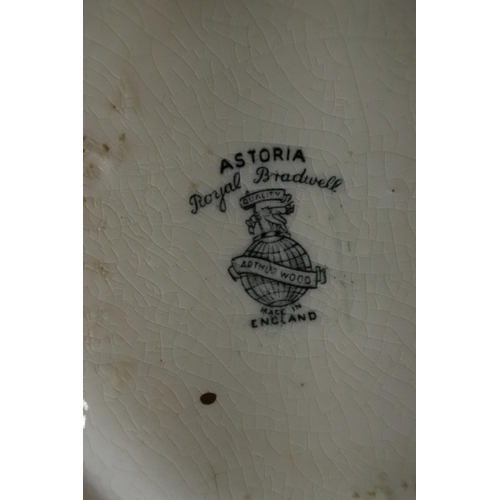 ASTORIA
Royal Bradwell
QUALITY
ARTHUR WOOD
MADE IN
ENGLAND